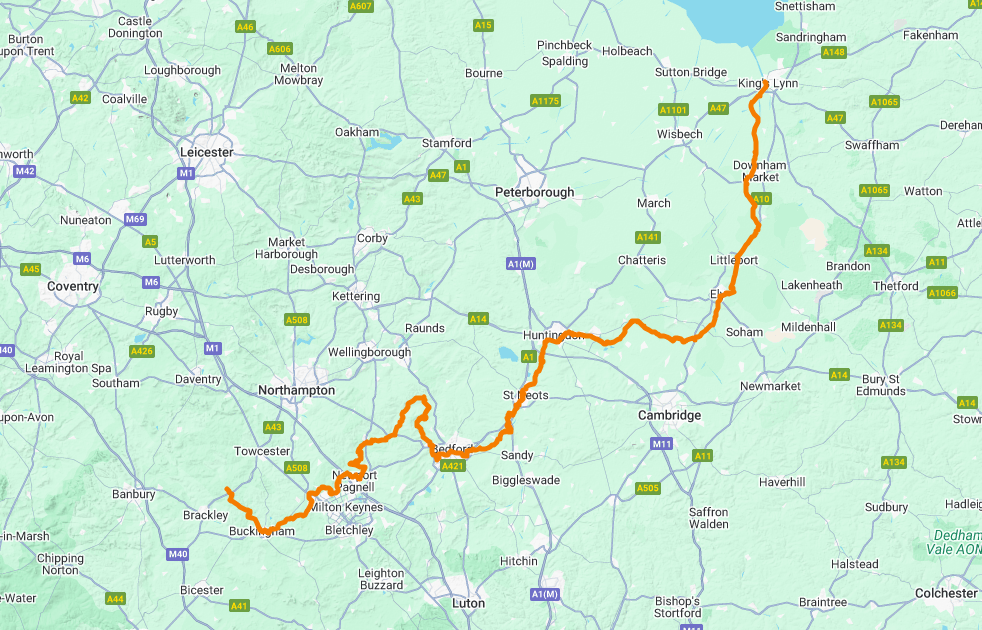 Snettisham
A607
A14
Castle
Donington
A46
A15
Sandringham
Fakenham
Burton
upon Trent
A606
Pinchbeck
Spalding
Holbeach
A148
Loughborough
Melton
Mowbray
Bourne
Sutton Bridge
King's Lynn
A42
Coalville
A1175
A1101
A47
A1065
A47
Oakham
Stamford
Wisbech
Dereham
Leicester
A1
Swaffham
M42
M1
A47
Downham
Market
A43
Peterborough
A1065
Watton
March
A10
Nuneaton
M69
A5
Corby
A141
M6
Lutterworth
Market
Harborough
Desborough
A1(M)
Chatteris
Littleport
A134
Brandon
A11
A45
M6
Coventry
Kettering
Lakenheath
Thetford
A1066
Rugby
A508
A14
Raunds
Huntingdon
Soham
Mildenhall
A134
M40
A426
M1
Wellingborough
A1
Royal
Leamington Spa
Southam
Daventry
Northampton
St Neots
Newmarket
A14
Bury St
Edmunds
A14
upon-Avon
A43
Cambridge
Towcester
Bedford
Sandy
M11
A11
A508
A421
A134
Banbury
Newport
Pagnell
Biggleswade
A505
Haverhill
Brackley
Milton Keynes
Sudbury
Buckingham
Bletchley
Saffron
Walden
-in-Marsh
Dedham
Vale AON
M40
Chipping
Norton
Hitchin
Halstead
Leighton
Buzzard
Bicester
-Water
A44
A41
Luton
A1(M)
Bishop's
Stortford
Braintree
Colchester